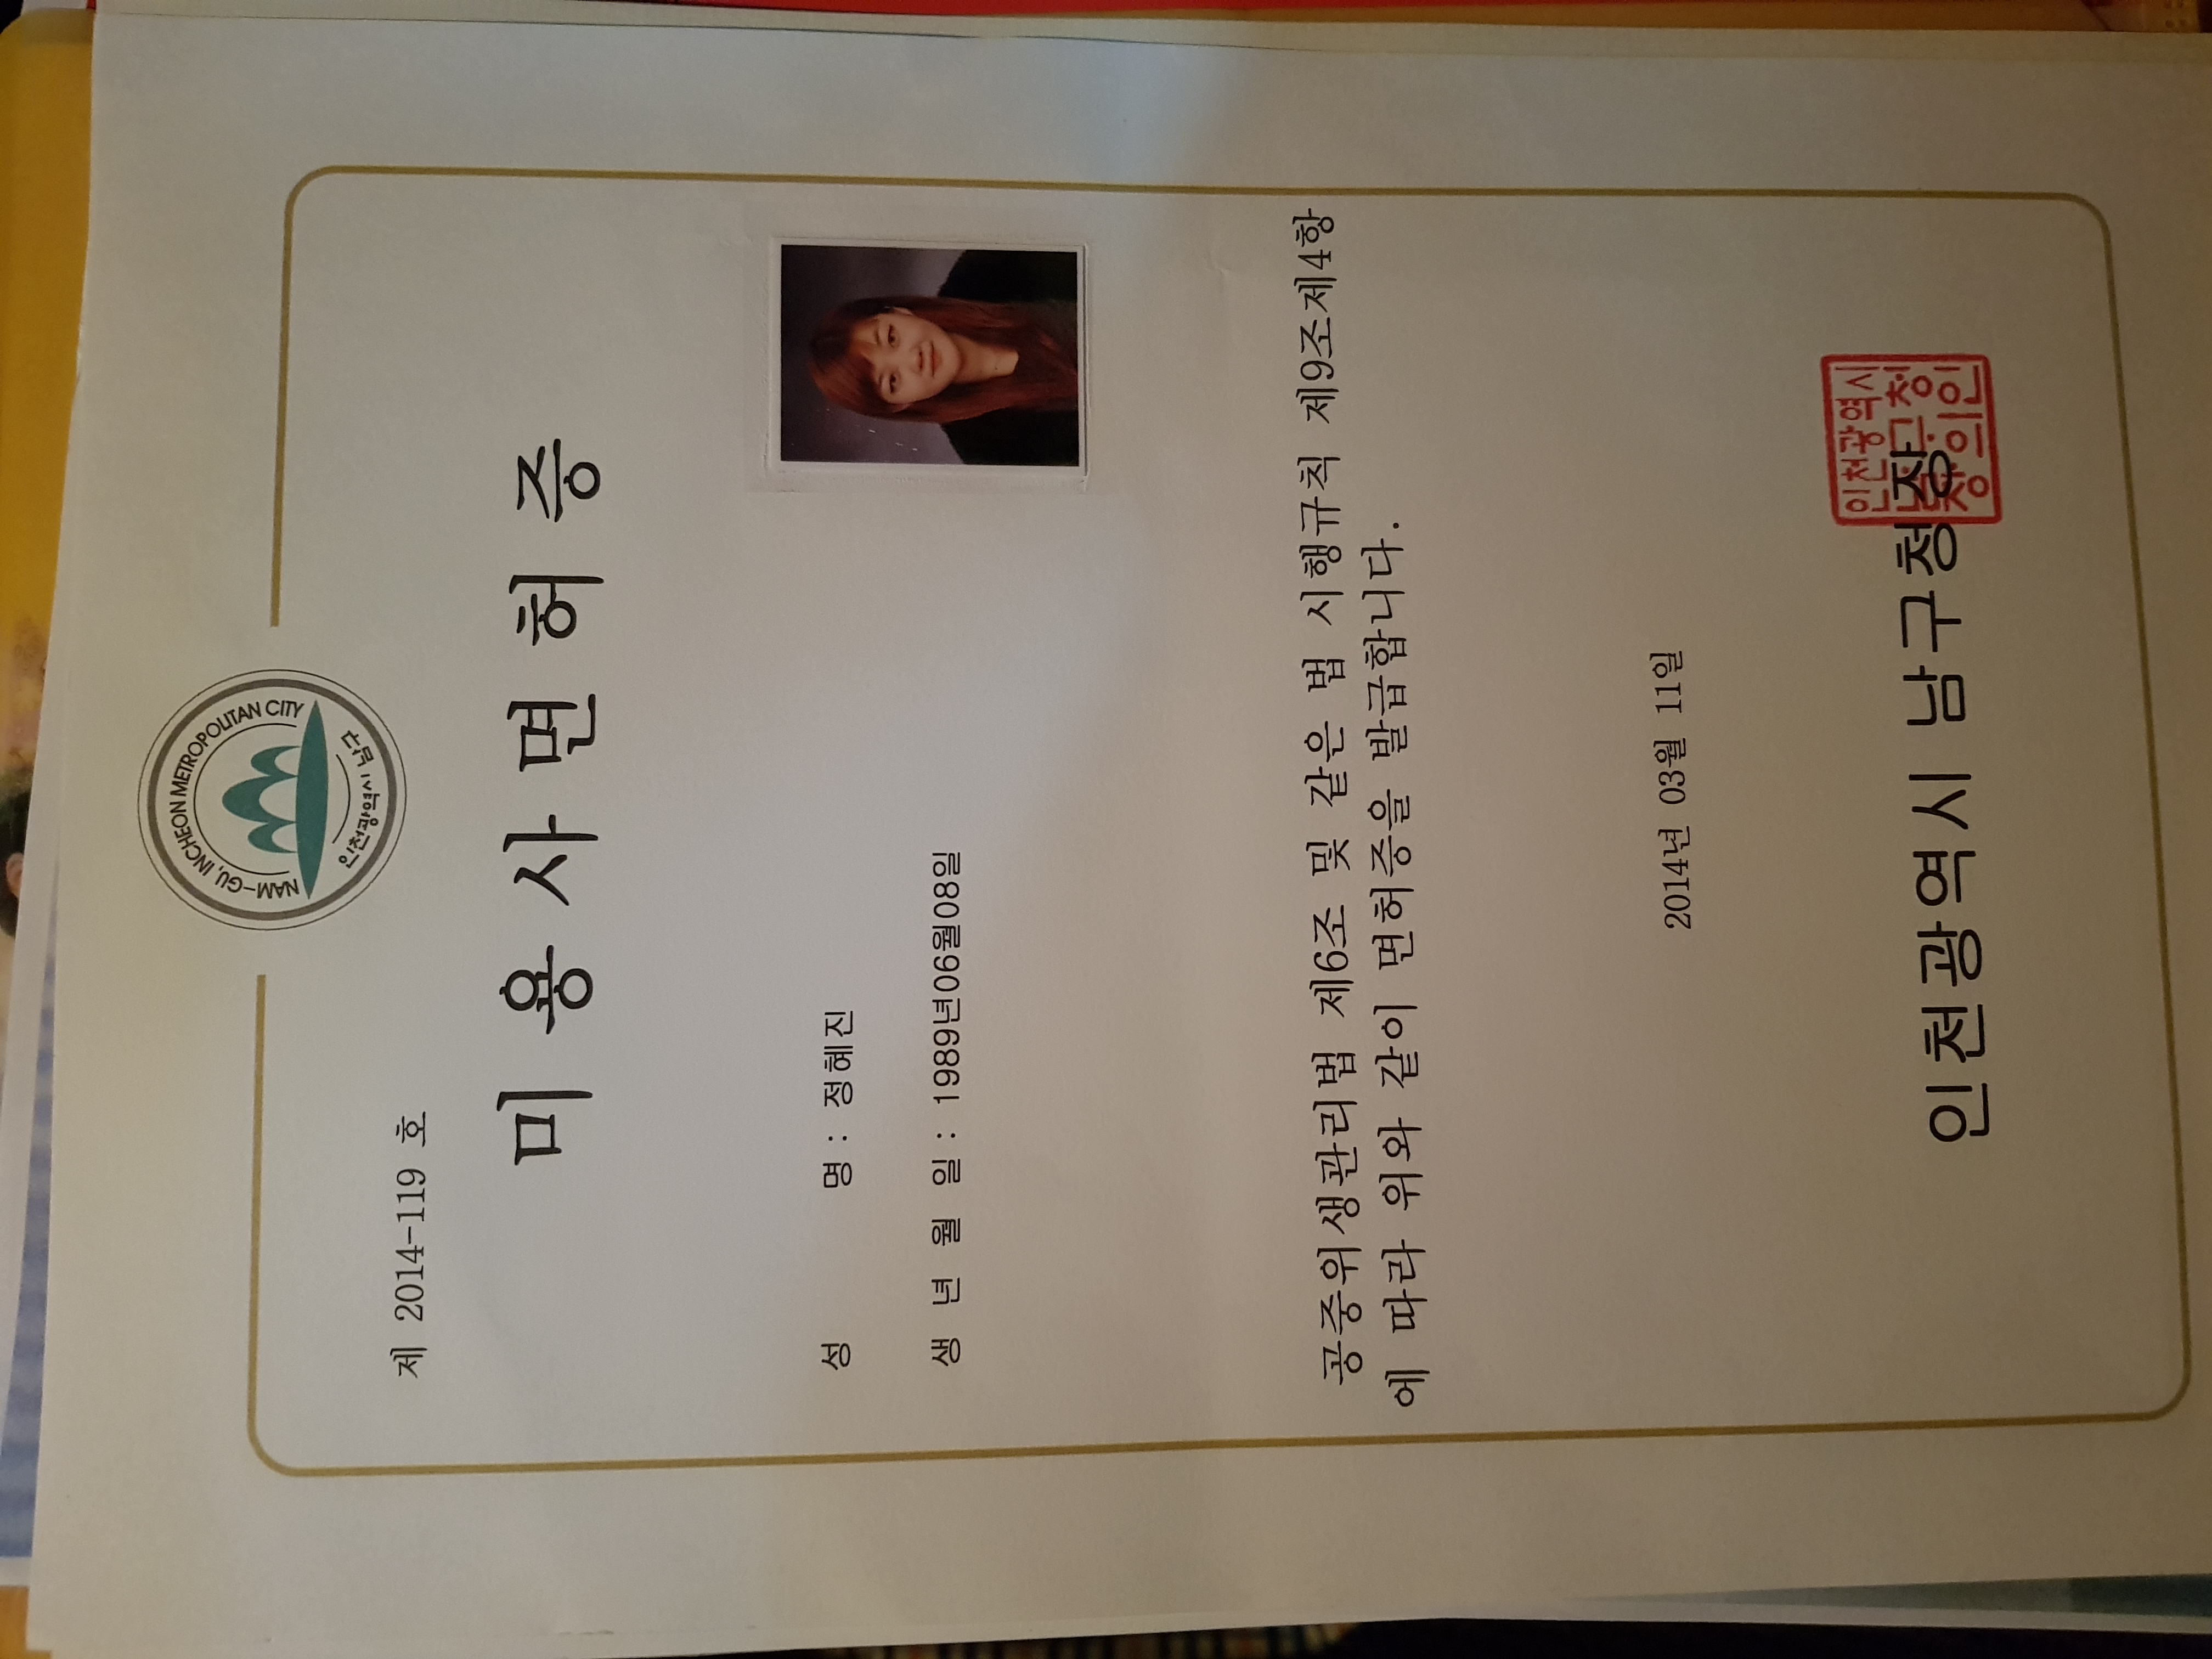 NAM-GU, INCHEON METROPOLITAN CITY
인천광역시 남구
제 2014-119 호
미용사면허증
성 명 : 정혜진
생 년 월 일 : 1989년06월08일
공중위생관리법 제6조 및 같은 법 시행규칙 제9조제4항
에 따라 위와 같이 면허증을 발급합니다.
2014년 03월 11일
인천광역시 남구청장
인천광역시
남구청
장의인